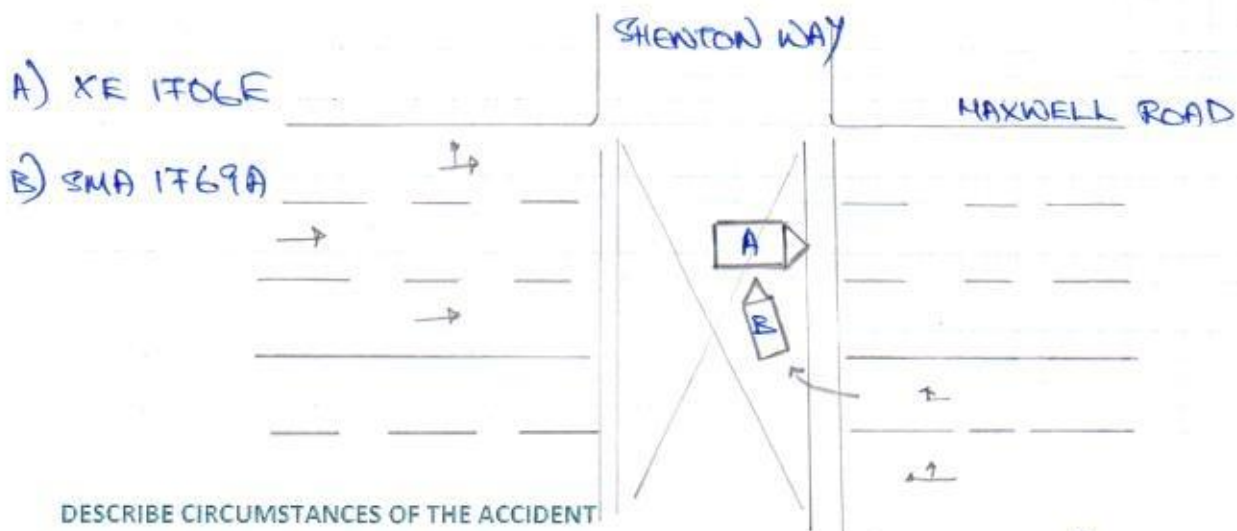 SHENTON WAY
A) XE 1706E
MAXWELL ROAD
B) SMA 1769A
A
B
DESCRIBE CIRCUMSTANCES OF THE ACCIDENT